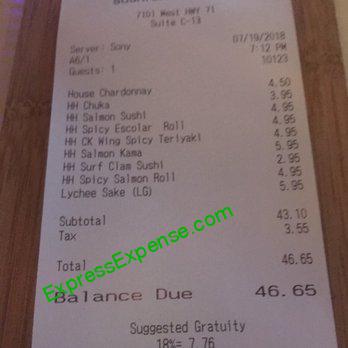 7101 West HWY 71
Suite C-13
Server: Sony 07/19/2018
A6/1 7:12 PM
Guests: 1 10123
House Chardonnay 4.50
HH Chuka 3.95
HH Salmon Sushi 4.95
HH Spicy Escolar Roll 4.95
HH CK Wing Spicy Teriyaki 4.95
HH Salmon Kama 5.95
HH Surf Clam Sushi 2.95
HH Spicy Salmon Roll 4.95
Lychee Sake (LG) 5.95
Subtotal 43.10
Tax 3.55
Total 46.65
Balance Due 46.65
Suggested Gratuity
18%= 7.76
ExpressExpense.com